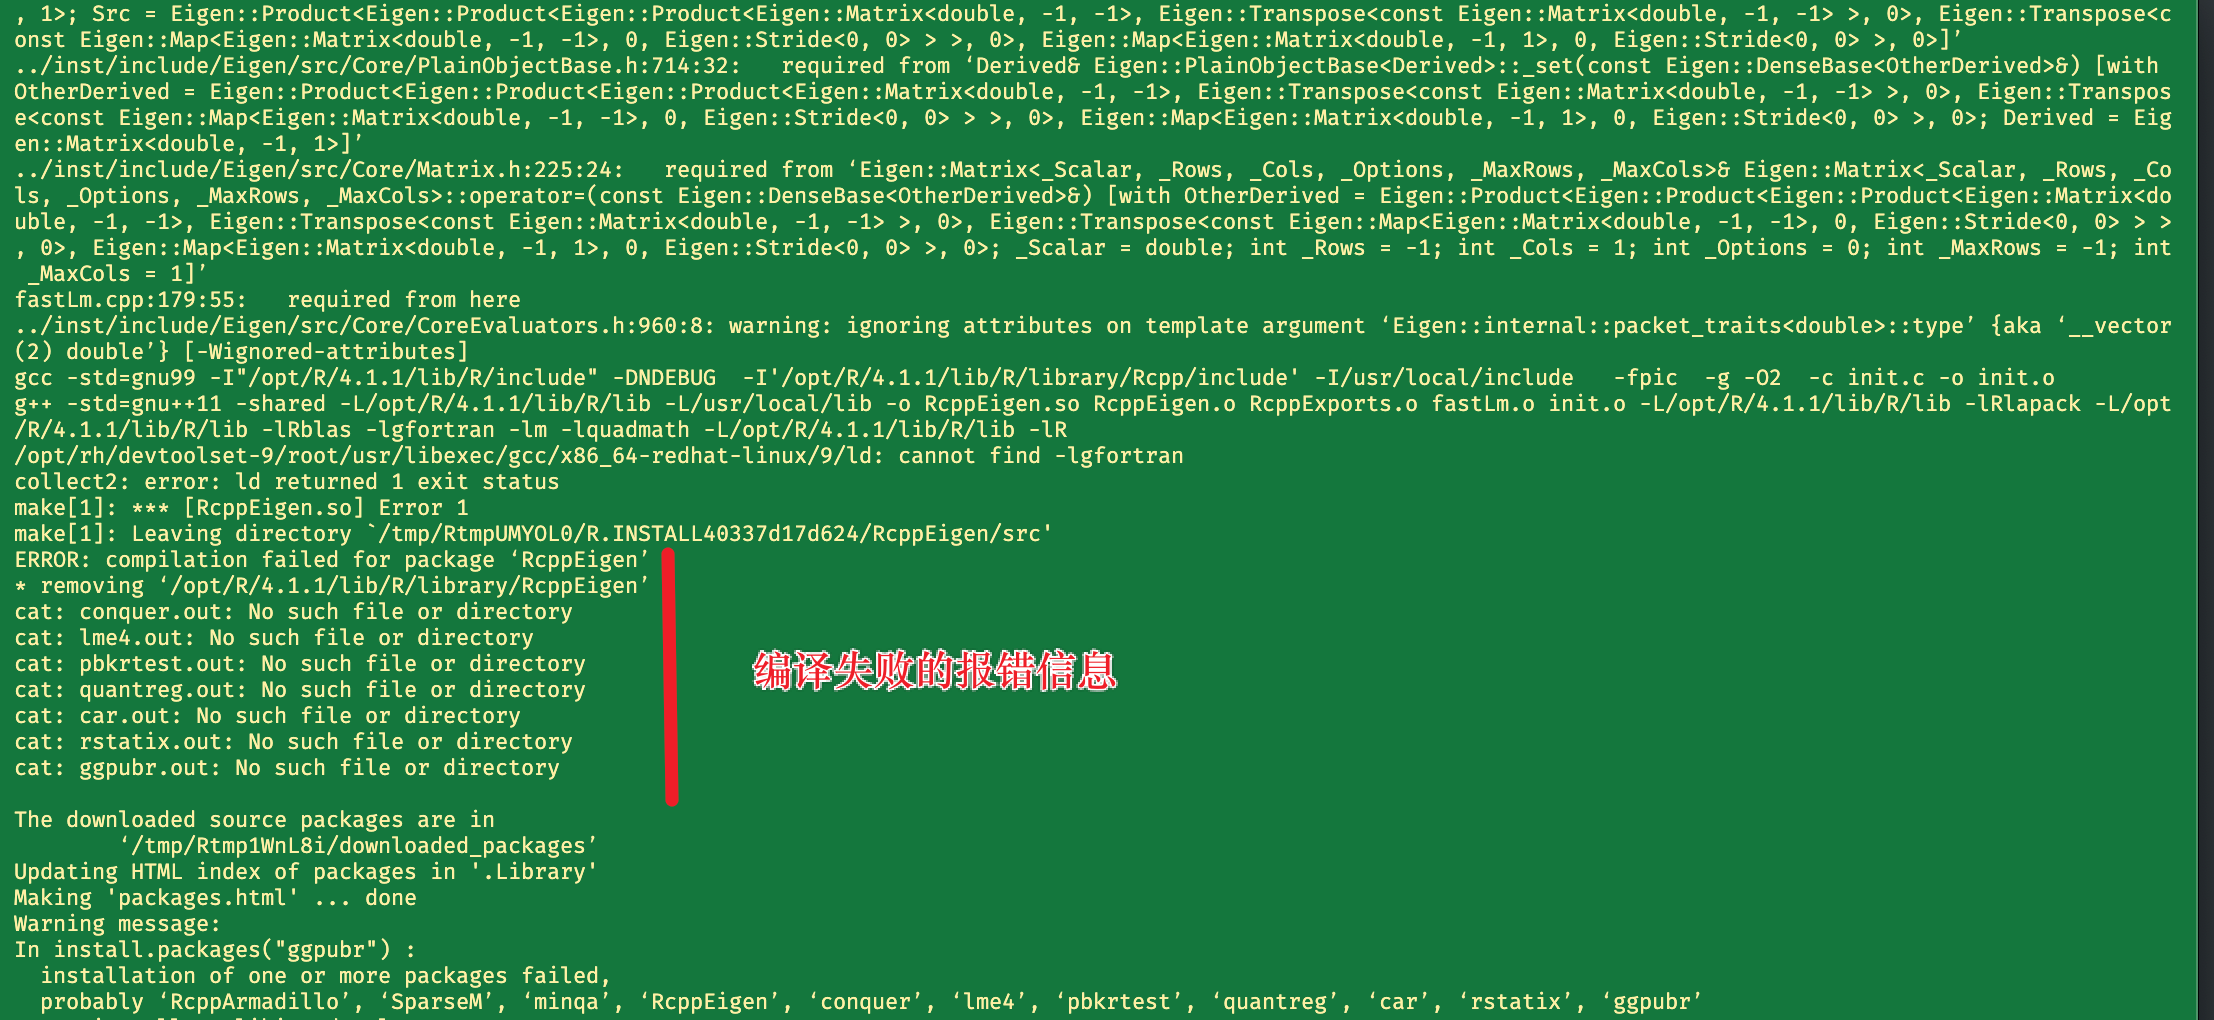 , 1>; Src = Eigen::Product<Eigen::Product<Eigen::Product<Eigen::Matrix<double, -1, -1>, Eigen::Transpose<const Eigen::Matrix<double, -1, -1> >, 0>, Eigen::Transpose<c
onst Eigen::Map<Eigen::Matrix<double, -1, -1>, 0, Eigen::Stride<0, 0> > >, 0>, Eigen::Map<Eigen::Matrix<double, -1, 1>, 0, Eigen::Stride<0, 0> >, 0>]’
../inst/include/Eigen/src/Core/PlainObjectBase.h:714:32:   required from ‘Derived& Eigen::PlainObjectBase<Derived>::_set(const Eigen::DenseBase<OtherDerived>&) [with
OtherDerived = Eigen::Product<Eigen::Product<Eigen::Product<Eigen::Matrix<double, -1, -1>, Eigen::Transpose<const Eigen::Matrix<double, -1, -1> >, 0>, Eigen::Transpos
e<const Eigen::Map<Eigen::Matrix<double, -1, -1>, 0, Eigen::Stride<0, 0> > >, 0>, Eigen::Map<Eigen::Matrix<double, -1, 1>, 0, Eigen::Stride<0, 0> >, 0>; Derived = Eig
en::Matrix<double, -1, 1>]’
../inst/include/Eigen/src/Core/Matrix.h:225:24:   required from ‘Eigen::Matrix<_Scalar, _Rows, _Cols, _Options, _MaxRows, _MaxCols>& Eigen::Matrix<_Scalar, _Rows, _Co
ls, _Options, _MaxRows, _MaxCols>::operator=(const Eigen::DenseBase<OtherDerived>&) [with OtherDerived = Eigen::Product<Eigen::Product<Eigen::Product<Eigen::Matrix<do
uble, -1, -1>, Eigen::Transpose<const Eigen::Matrix<double, -1, -1> >, 0>, Eigen::Transpose<const Eigen::Map<Eigen::Matrix<double, -1, -1>, 0, Eigen::Stride<0, 0> > >
, 0>, Eigen::Map<Eigen::Matrix<double, -1, 1>, 0, Eigen::Stride<0, 0> >, 0>; _Scalar = double; int _Rows = -1; int _Cols = 1; int _Options = 0; int _MaxRows = -1; int
_MaxCols = 1]’
fastLm.cpp:179:55:   required from here
../inst/include/Eigen/src/Core/CoreEvaluators.h:960:8: warning: ignoring attributes on template argument ‘Eigen::internal::packet_traits<double>::type’ {aka ‘__vector
(2) double’} [-Wignored-attributes]
gcc -std=gnu99 -I"/opt/R/4.1.1/lib/R/include" -DNDEBUG  -I'/opt/R/4.1.1/lib/R/library/Rcpp/include' -I/usr/local/include   -fpic  -g -O2  -c init.c -o init.o
g++ -std=gnu++11 -shared -L/opt/R/4.1.1/lib/R/lib -L/usr/local/lib -o RcppEigen.so RcppEigen.o RcppExports.o fastLm.o init.o -L/opt/R/4.1.1/lib/R/lib -lRlapack -L/opt
/R/4.1.1/lib/R/lib -lRblas -lgfortran -lm -lquadmath -L/opt/R/4.1.1/lib/R/lib -lR
/opt/rh/devtoolset-9/root/usr/libexec/gcc/x86_64-redhat-linux/9/ld: cannot find -lgfortran
collect2: error: ld returned 1 exit status
make[1]: *** [RcppEigen.so] Error 1
make[1]: Leaving directory `/tmp/RtmpUMYOL0/R.INSTALL40337d17d624/RcppEigen/src'
ERROR: compilation failed for package ‘RcppEigen’
* removing ‘/opt/R/4.1.1/lib/R/library/RcppEigen’
cat: conquer.out: No such file or directory
cat: lme4.out: No such file or directory
cat: pbkrtest.out: No such file or directory
编译失败的报错信息
cat: quantreg.out: No such file or directory
cat: car.out: No such file or directory
cat: rstatix.out: No such file or directory
cat: ggpubr.out: No such file or directory
The downloaded source packages are in
‘/tmp/Rtmp1WnL8i/downloaded_packages’
Updating HTML index of packages in '.Library'
Making 'packages.html' ... done
Warning message:
In install.packages("ggpubr") :
installation of one or more packages failed,
probably ‘RcppArmadillo’, ‘SparseM’, ‘minqa’, ‘RcppEigen’, ‘conquer’, ‘lme4’, ‘pbkrtest’, ‘quantreg’, ‘car’, ‘rstatix’, ‘ggpubr’